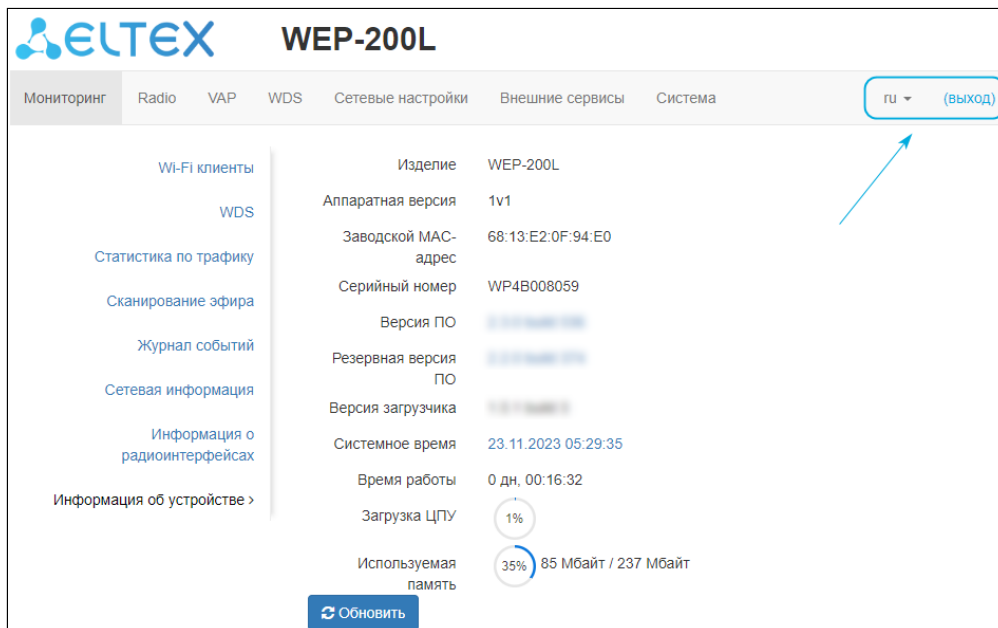 ELTEX WEP-200L
Мониторинг Radio VAP WDS Сетевые настройки Внешние сервисы Система ru (выход)
Wi-Fi клиенты
WDS
Статистика по трафику
Сканирование эфира
Журнал событий
Сетевая информация
Информация о
радиоинтерфейсах
Информация об устройстве >
Изделие WEP-200L
Аппаратная версия 1v1
Заводской MAC- 68:13:E2:0F:94:E0
адрес
Серийный номер WP4B008059
Версия ПО
Резервная версия
ПО
Версия загрузчика
Системное время 23.11.2023 05:29:35
Время работы 0 дн, 00:16:32
Загрузка ЦПУ 1%
Используемая 35% 85 Мбайт / 237 Мбайт
память
Обновить